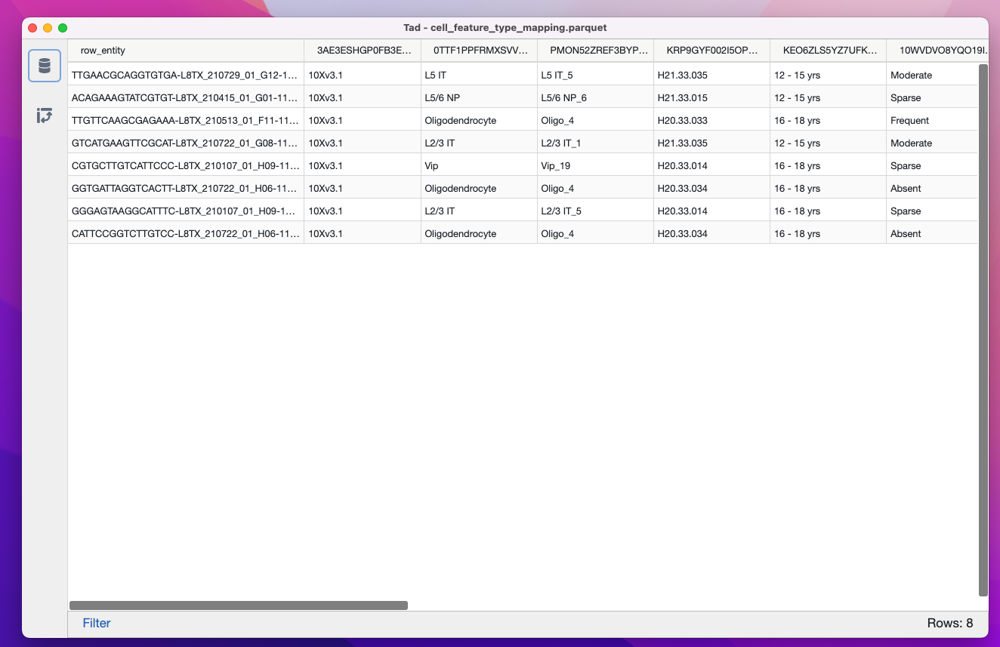 Tad - cell_feature_type_mapping.parquet
row_entity 3AE3ESHGP0FB3E... 0TTF1PPFRMXSVV... PMON52ZREF3BYP... KRP9GYF002I5OP... KEO6ZLS5YZ7UFK... 10WVDVO8YQO19I.
TTGAACGCAGGTGTGA-L8TX_210729_01_G12-1... 10Xv3.1 L5 IT L5 IT_5 H21.33.035 12 - 15 yrs Moderate
ACAGAAAGTATCGTGT-L8TX_210415_01_G01-11... 10Xv3.1 L5/6 NP L5/6 NP_6 H21.33.015 12 - 15 yrs Sparse
TTGTTCAAGCGAGAAA-L8TX_210513_01_F11-11... 10Xv3.1 Oligodendrocyte Oligo_4 H20.33.033 16 - 18 yrs Frequent
GTCATGAAGTTCGCAT-L8TX_210722_01_G08-11... 10Xv3.1 L2/3 IT L2/3 IT_1 H21.33.035 12 - 15 yrs Moderate
CGTGCTTGTCATTCCC-L8TX_210107_01_H09-11... 10Xv3.1 Vip Vip_19 H20.33.014 16 - 18 yrs Sparse
GGTGATTAGGTCACTT-L8TX_210722_01_H06-11... 10Xv3.1 Oligodendrocyte Oligo_4 H20.33.034 16 - 18 yrs Absent
GGGAGTAAGGCATTTC-L8TX_210107_01_H09-1... 10Xv3.1 L2/3 IT L2/3 IT_5 H20.33.014 16 - 18 yrs Sparse
CATTCCGGTCTTGTCC-L8TX_210722_01_H06-11... 10Xv3.1 Oligodendrocyte Oligo_4 H20.33.034 16 - 18 yrs Absent
Filter Rows: 8